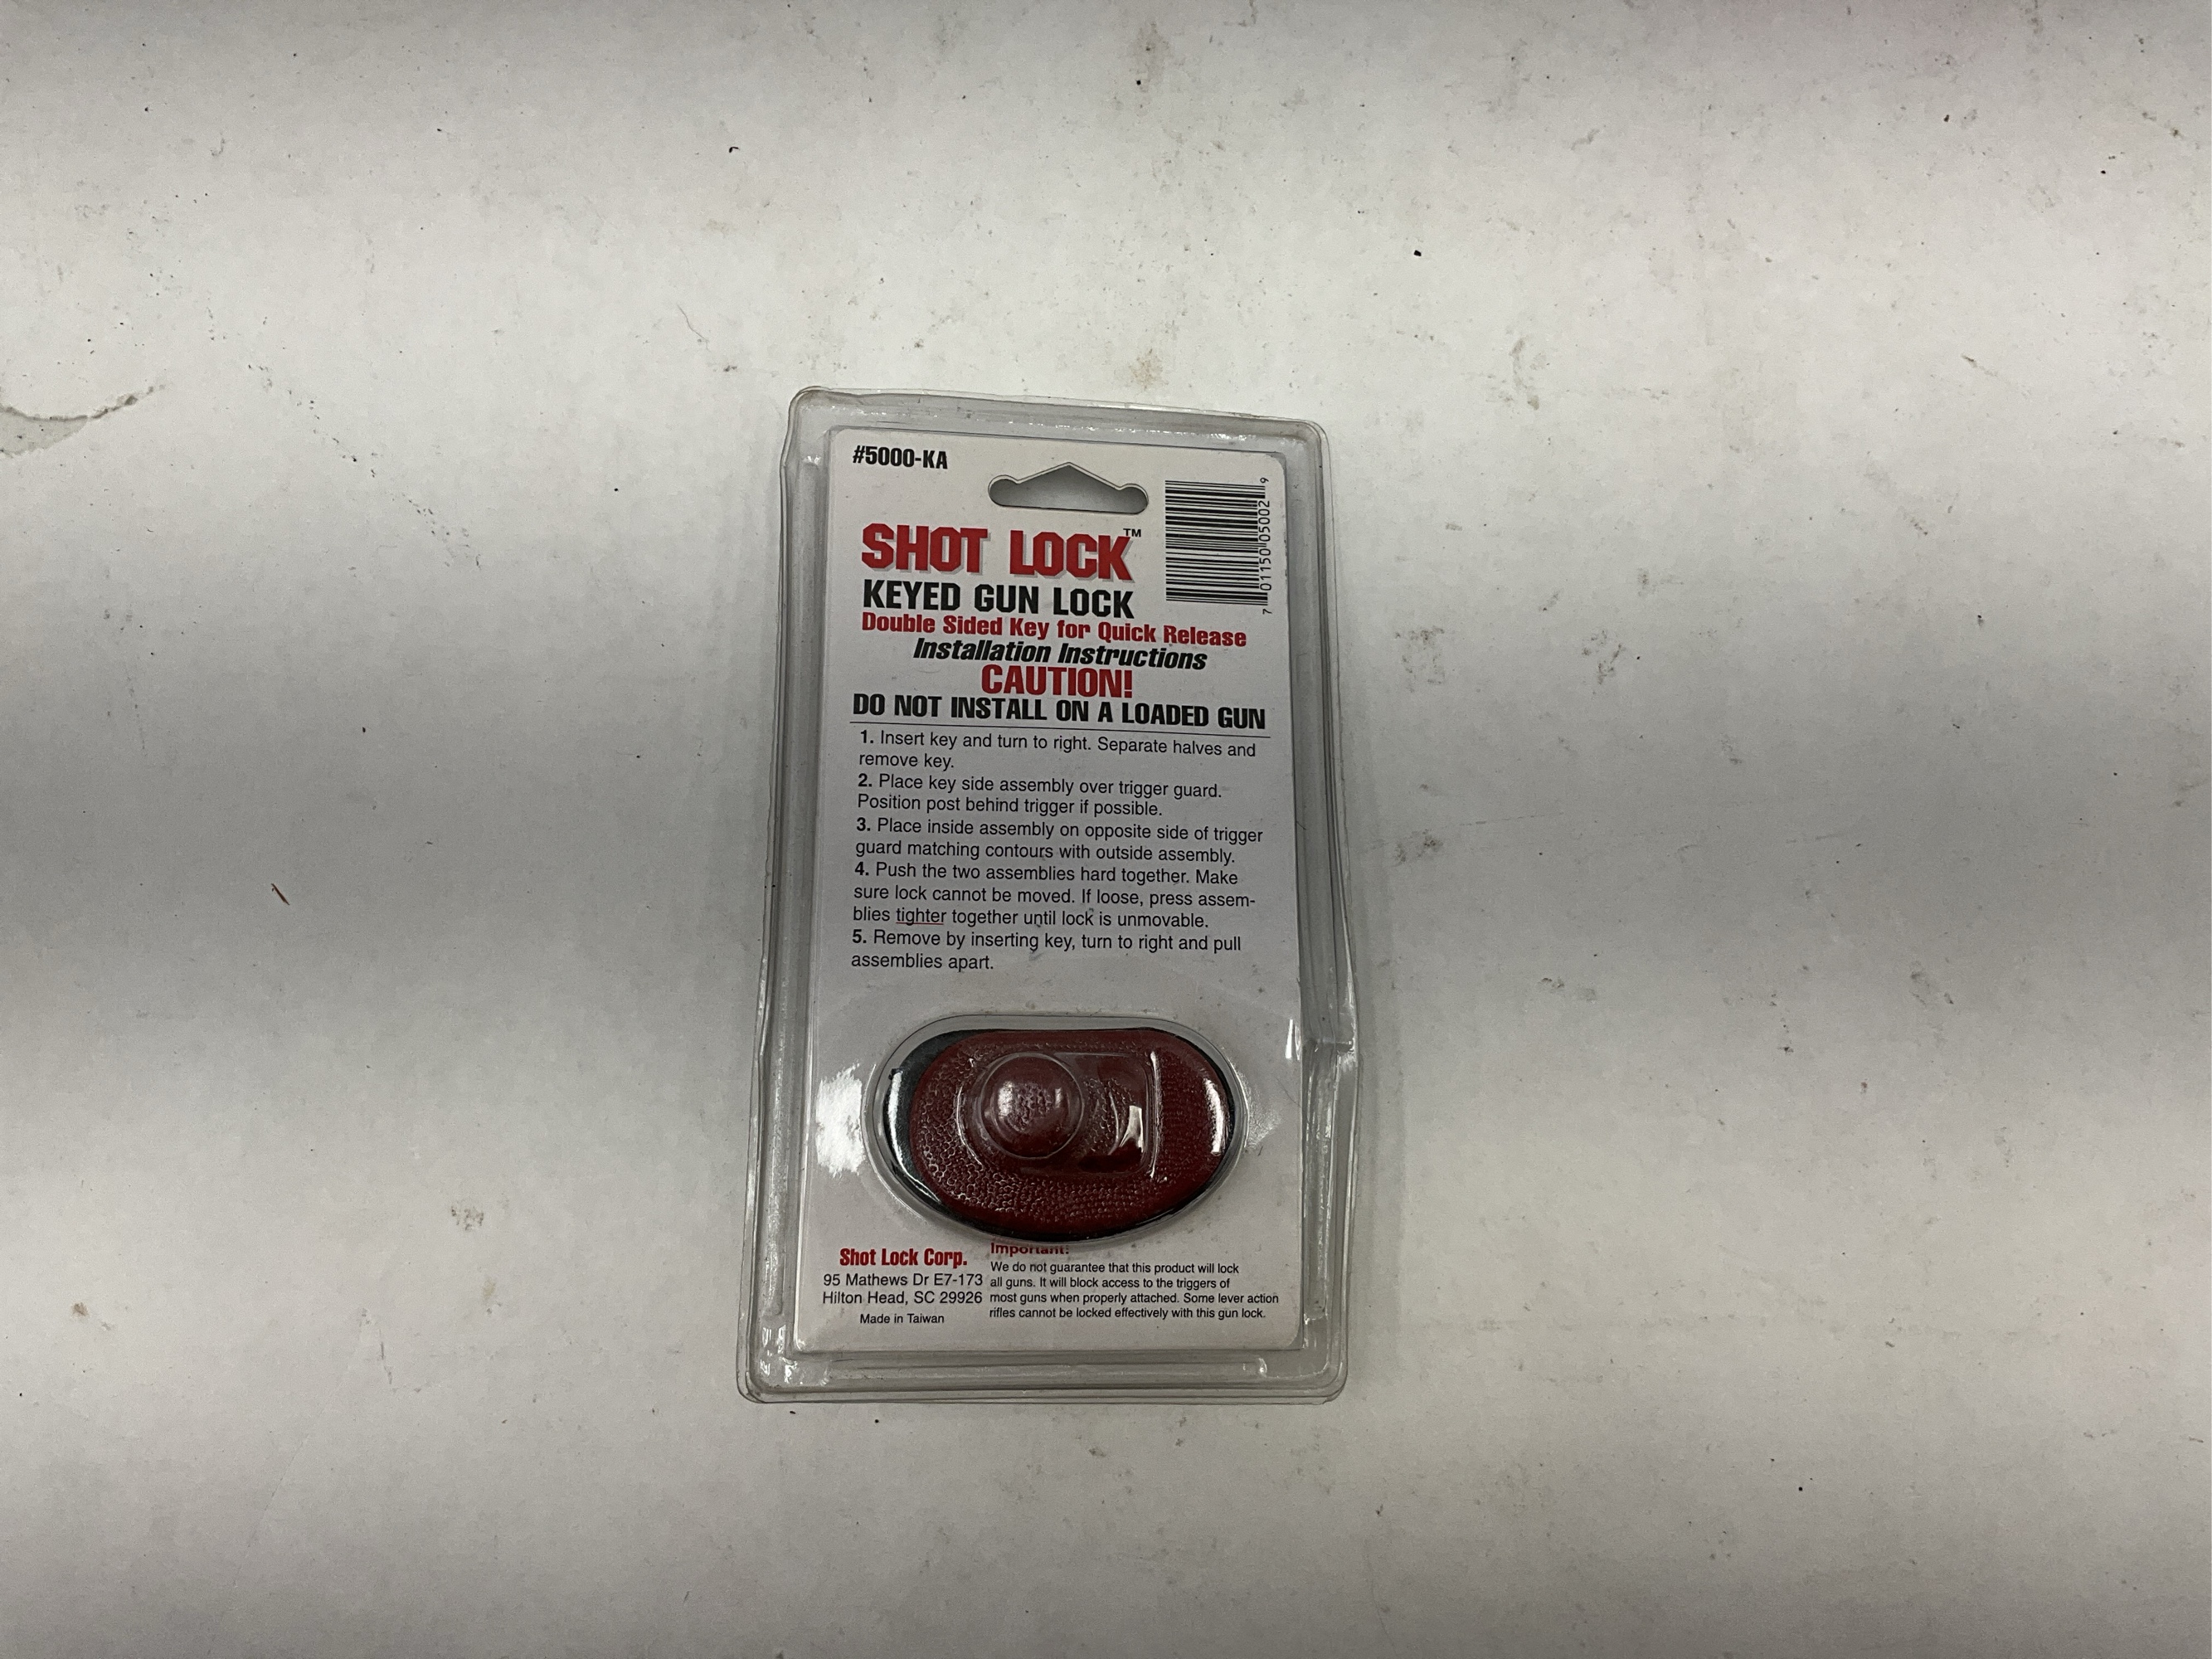 #5000-KA
7 01150 05002 9
SHOT LOCK™
KEYED GUN LOCK
Double Sided Key for Quick Release
Installation Instructions
CAUTION!
DO NOT INSTALL ON A LOADED GUN
1. Insert key and turn to right. Separate halves and
remove key.
2. Place key side assembly over trigger guard.
Position post behind trigger if possible.
3. Place inside assembly on opposite side of trigger
guard matching contours with outside assembly.
4. Push the two assemblies hard together. Make
sure lock cannot be moved. If loose, press assem-
blies tighter together until lock is unmovable.
5. Remove by inserting key, turn to right and pull
assemblies apart.
Shot Lock Corp.
95 Mathews Dr E7-173
Hilton Head, SC 29926
Made in Taiwan
Important:
We do not guarantee that this product will lock
all guns. It will block access to the triggers of
most guns when properly attached. Some lever action
rifles cannot be locked effectively with this gun lock.